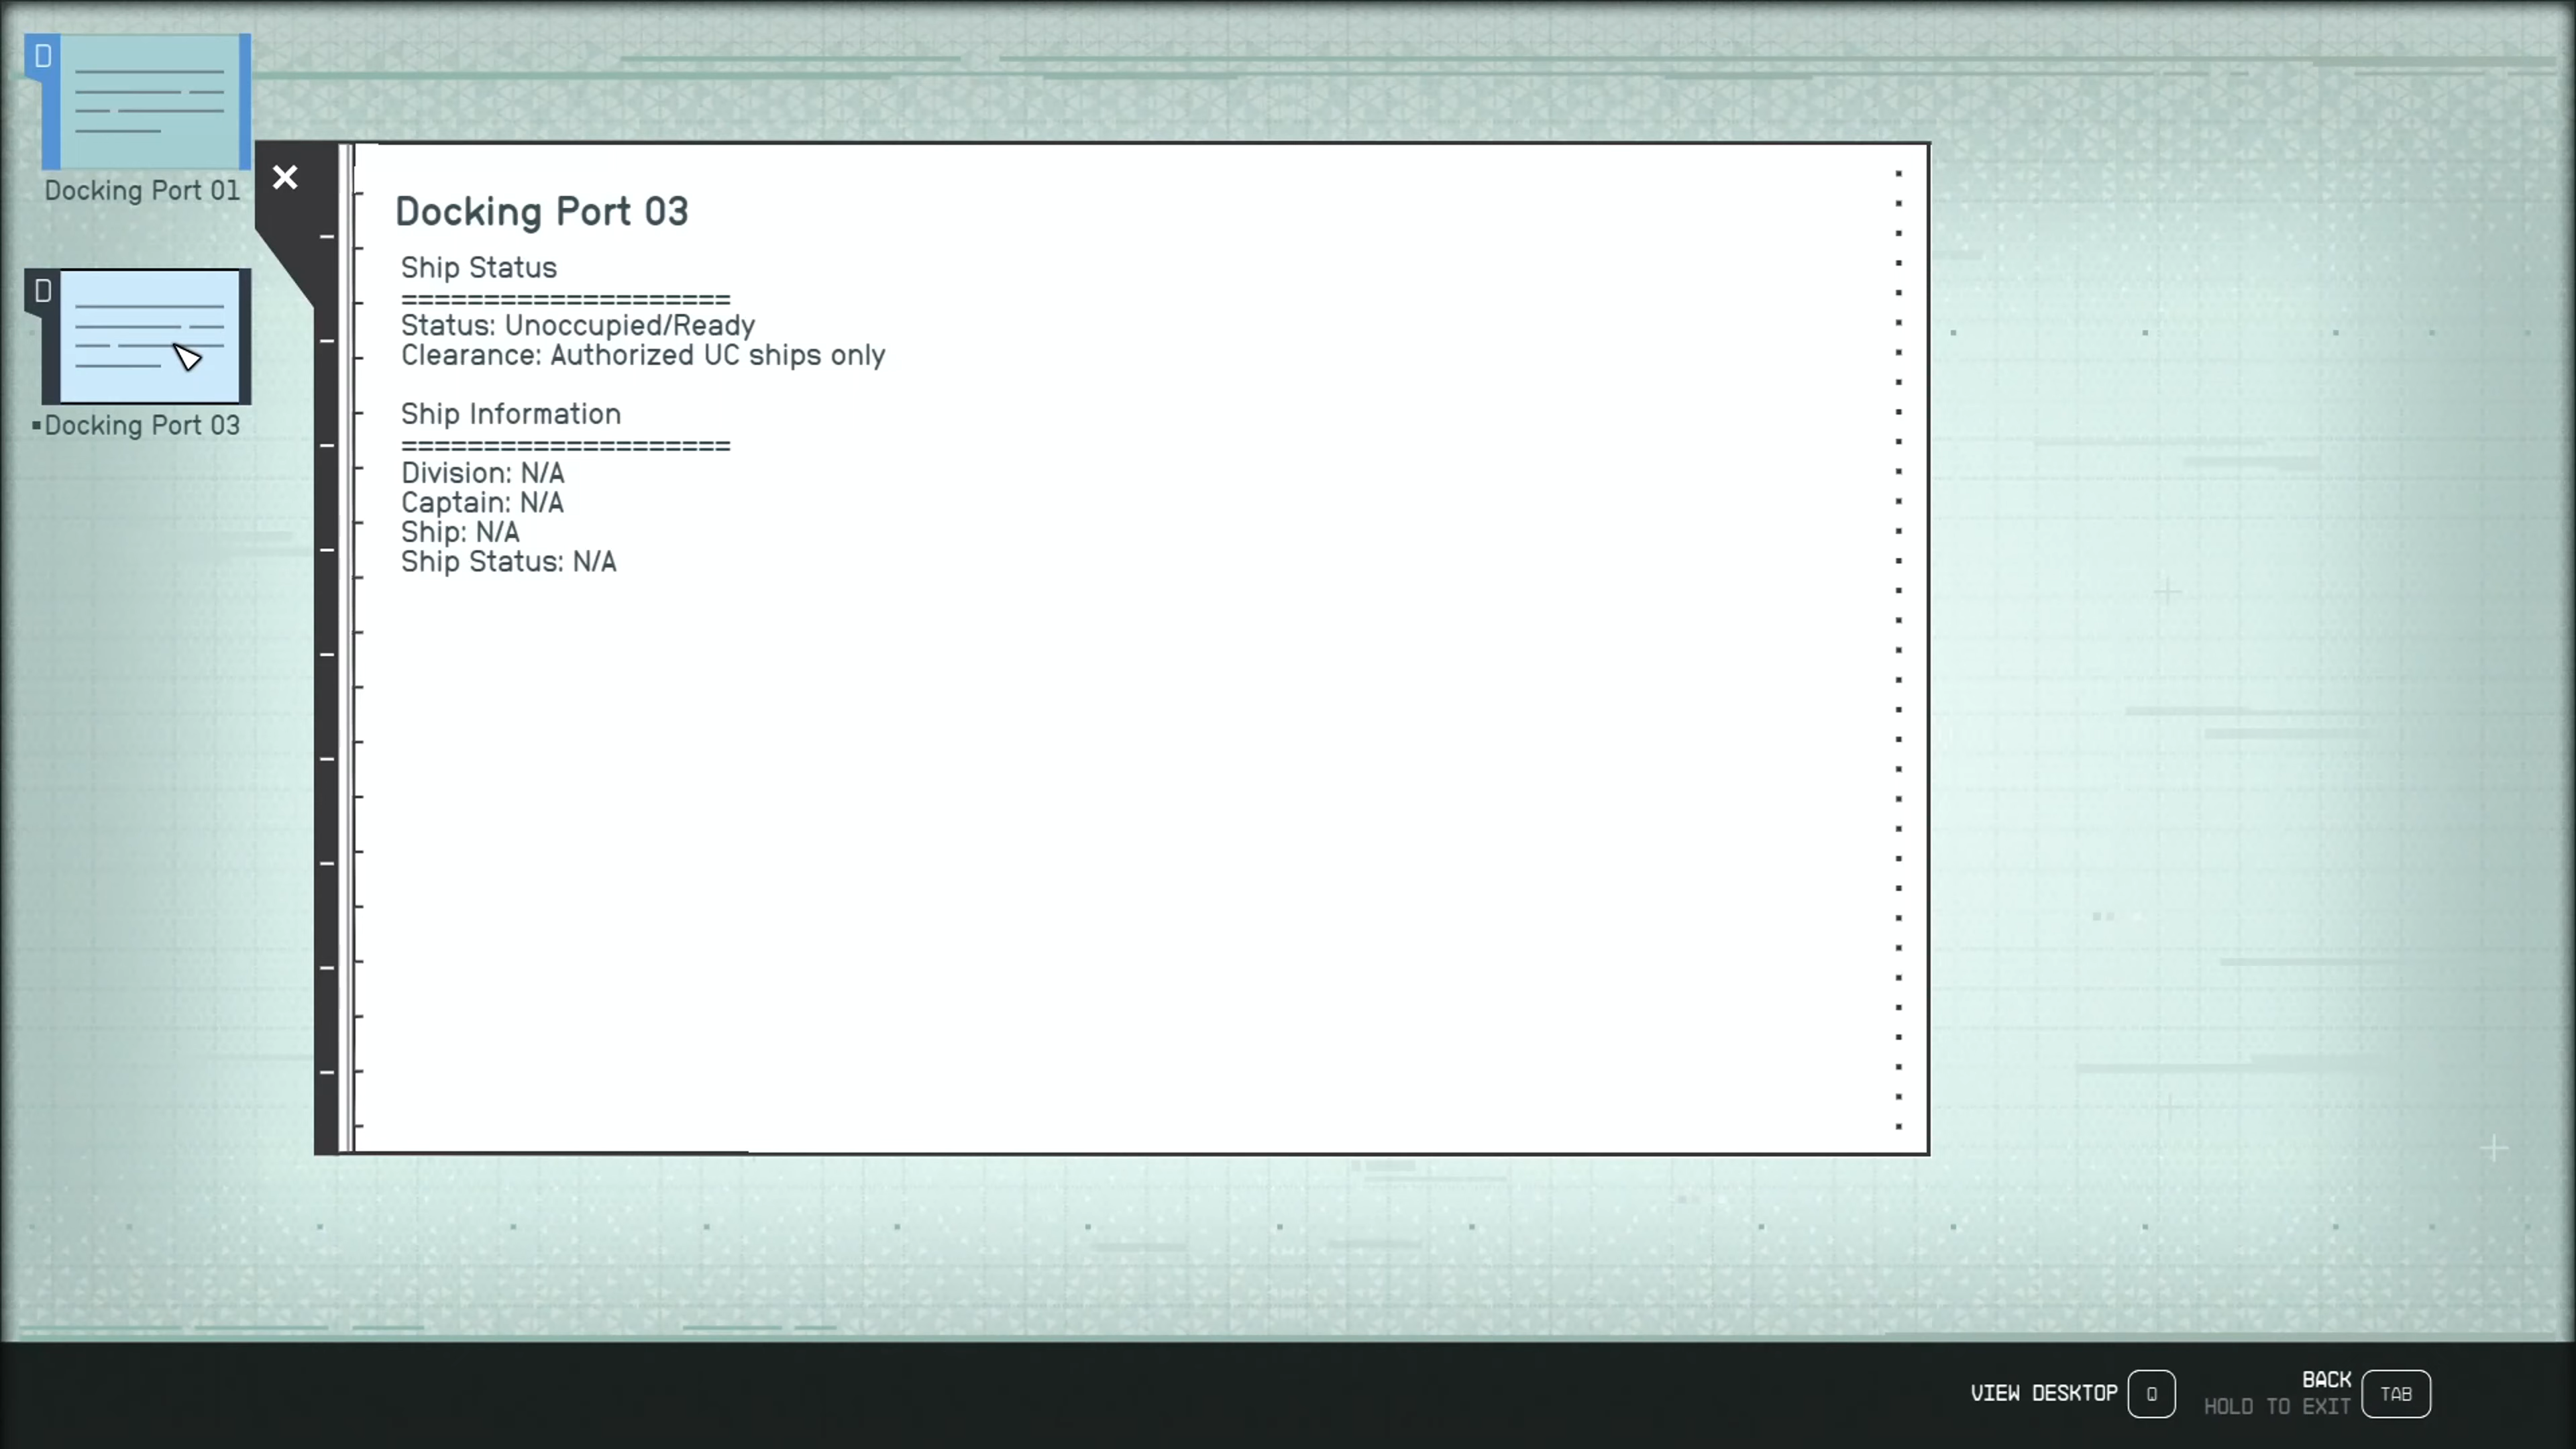 D
Docking Port 01
D
Docking Port 03
Docking Port 03
Ship Status
====================
Status: Unoccupied/Ready
Clearance: Authorized UC ships only
Ship Information
====================
Division: N/A
Captain: N/A
Ship: N/A
Ship Status: N/A
VIEW DESKTOP Q
BACK TAB
HOLD TO EXIT